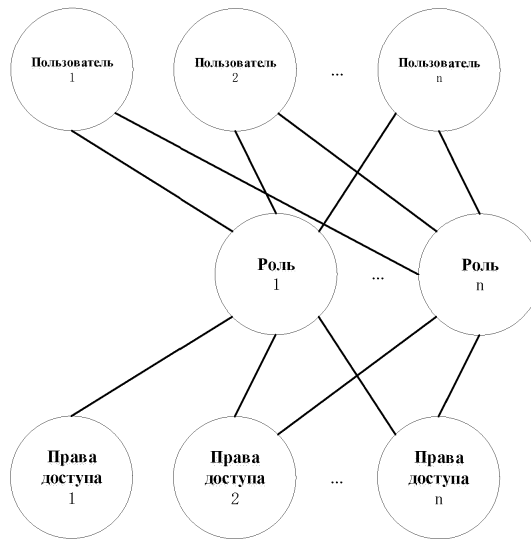 Пользователь
1
Пользователь
2
...
Пользователь
n
Роль
1
...
Роль
n
Права
доступа
1
Права
доступа
2
...
Права
доступа
n